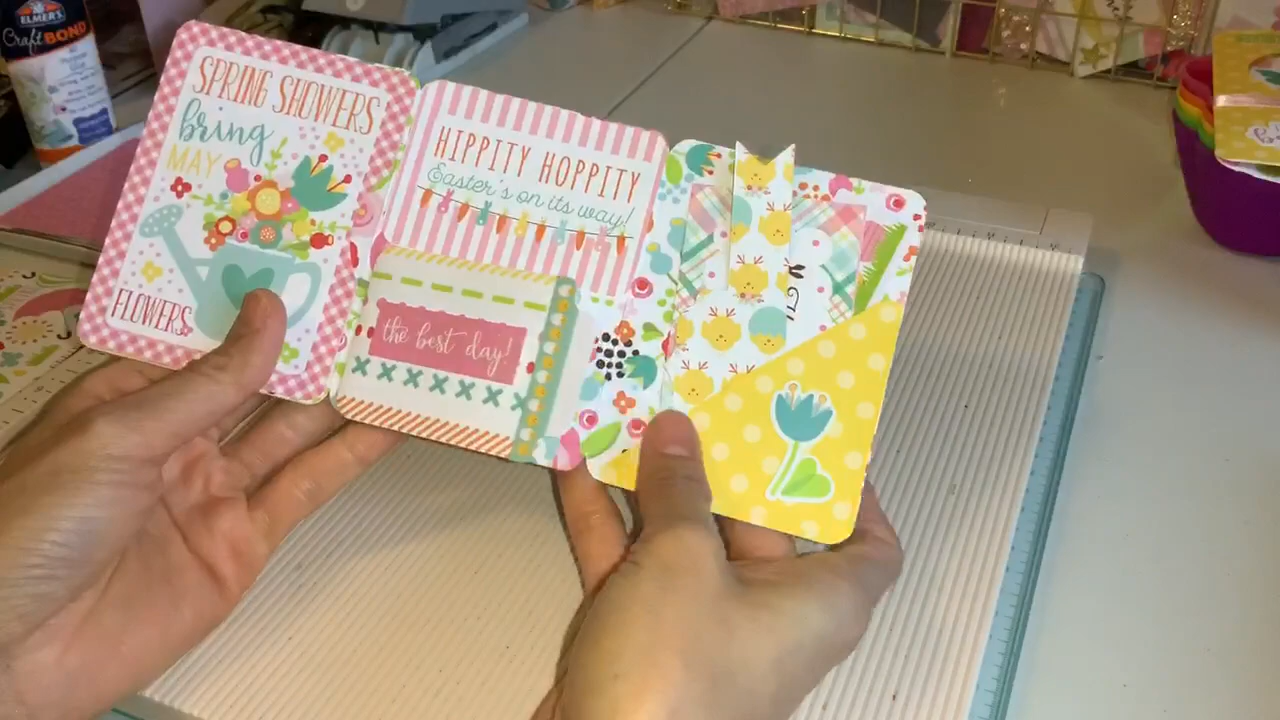 ELMER'S
CraftBOND
SPRING SHOWERS
bring
MAY
FLOWERS
HIPPITY HOPPITY
Easter's on its way!
the best day!